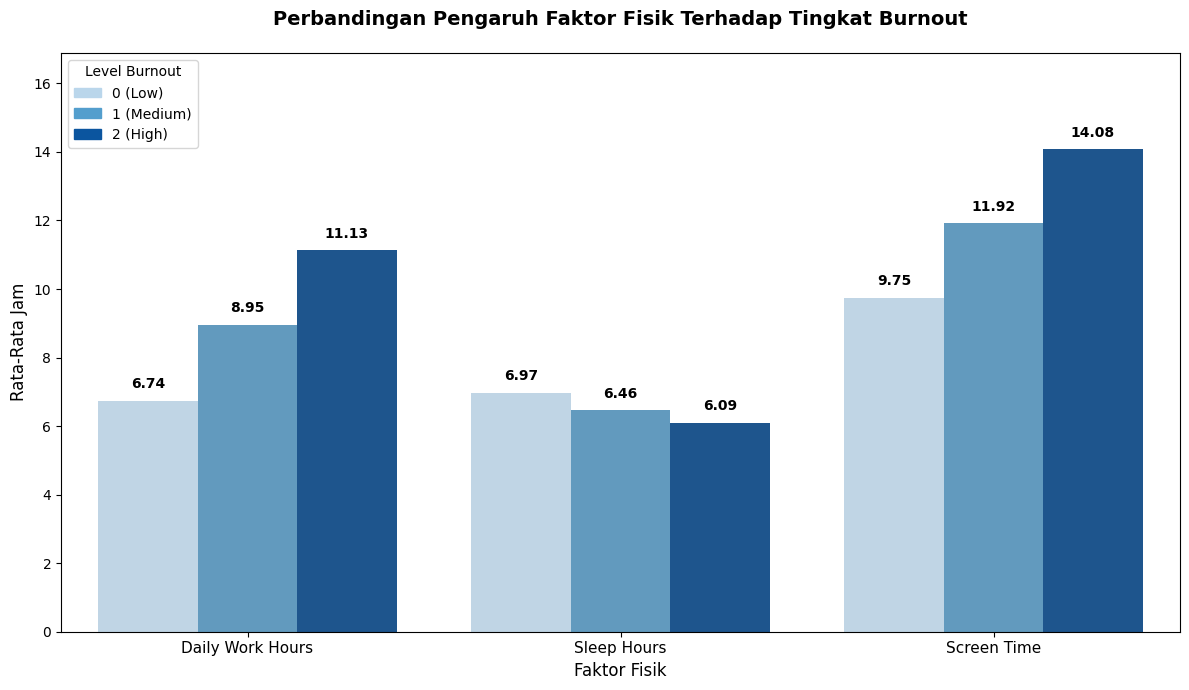 Perbandingan Pengaruh Faktor Fisik Terhadap Tingkat Burnout
Level Burnout
0 (Low)
1 (Medium)
2 (High)
Rata-Rata Jam
16
14
12
10
8
6
4
2
0
6.74
8.95
11.13
6.97
6.46
6.09
9.75
11.92
14.08
Daily Work Hours
Sleep Hours
Screen Time
Faktor Fisik